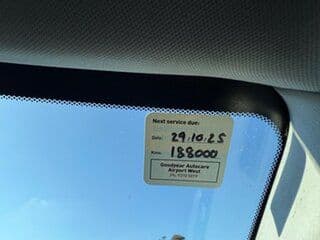 Next service due:
Date: 29.10.25
Kms: 188000
Goodyear Autocare
Airport West